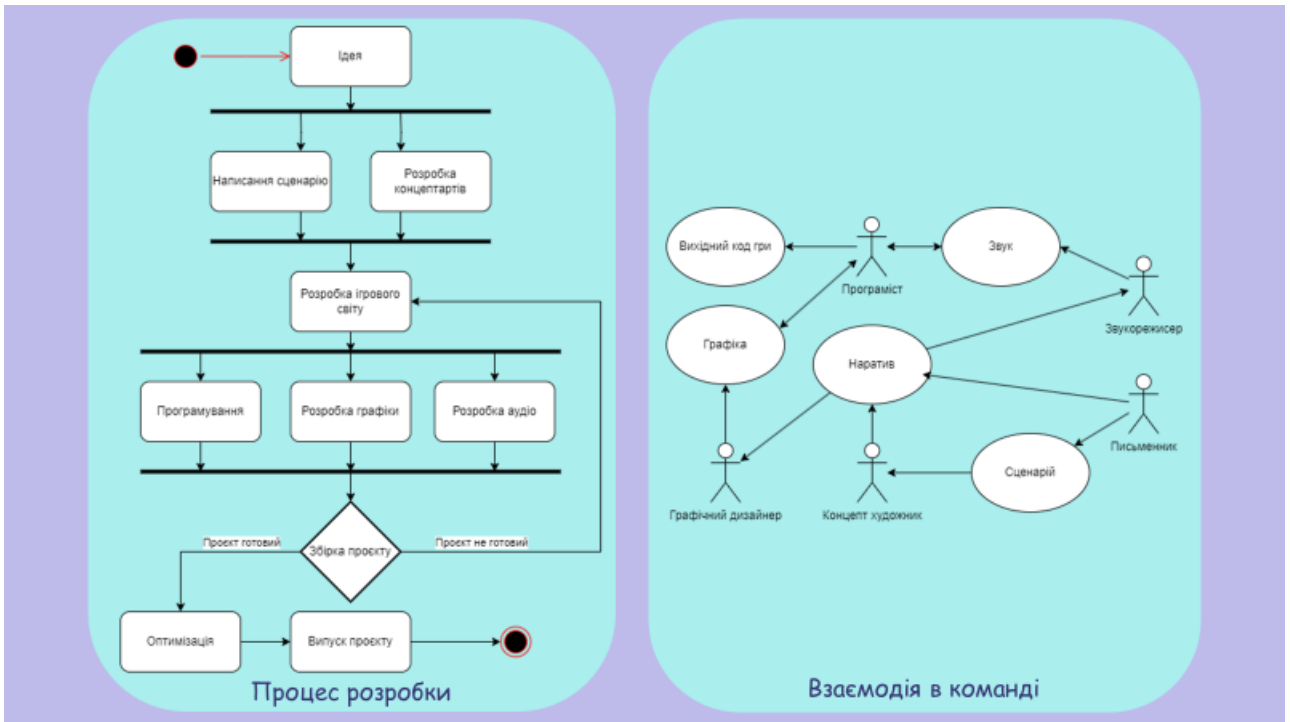 Ідея
Написання сценарію
Розробка
концептартів
Розробка ігрового
світу
Програмування
Розробка графіки
Розробка аудіо
Проєкт готовий
Збірка проєкту
Проєкт не готовий
Оптимізація
Випуск проєкту
Процес розробки
Вихідний код гри
Програміст
Звук
Звукорежисер
Графіка
Наратив
Письменник
Сценарій
Графічний дизайнер
Концепт художник
Взаємодія в команді